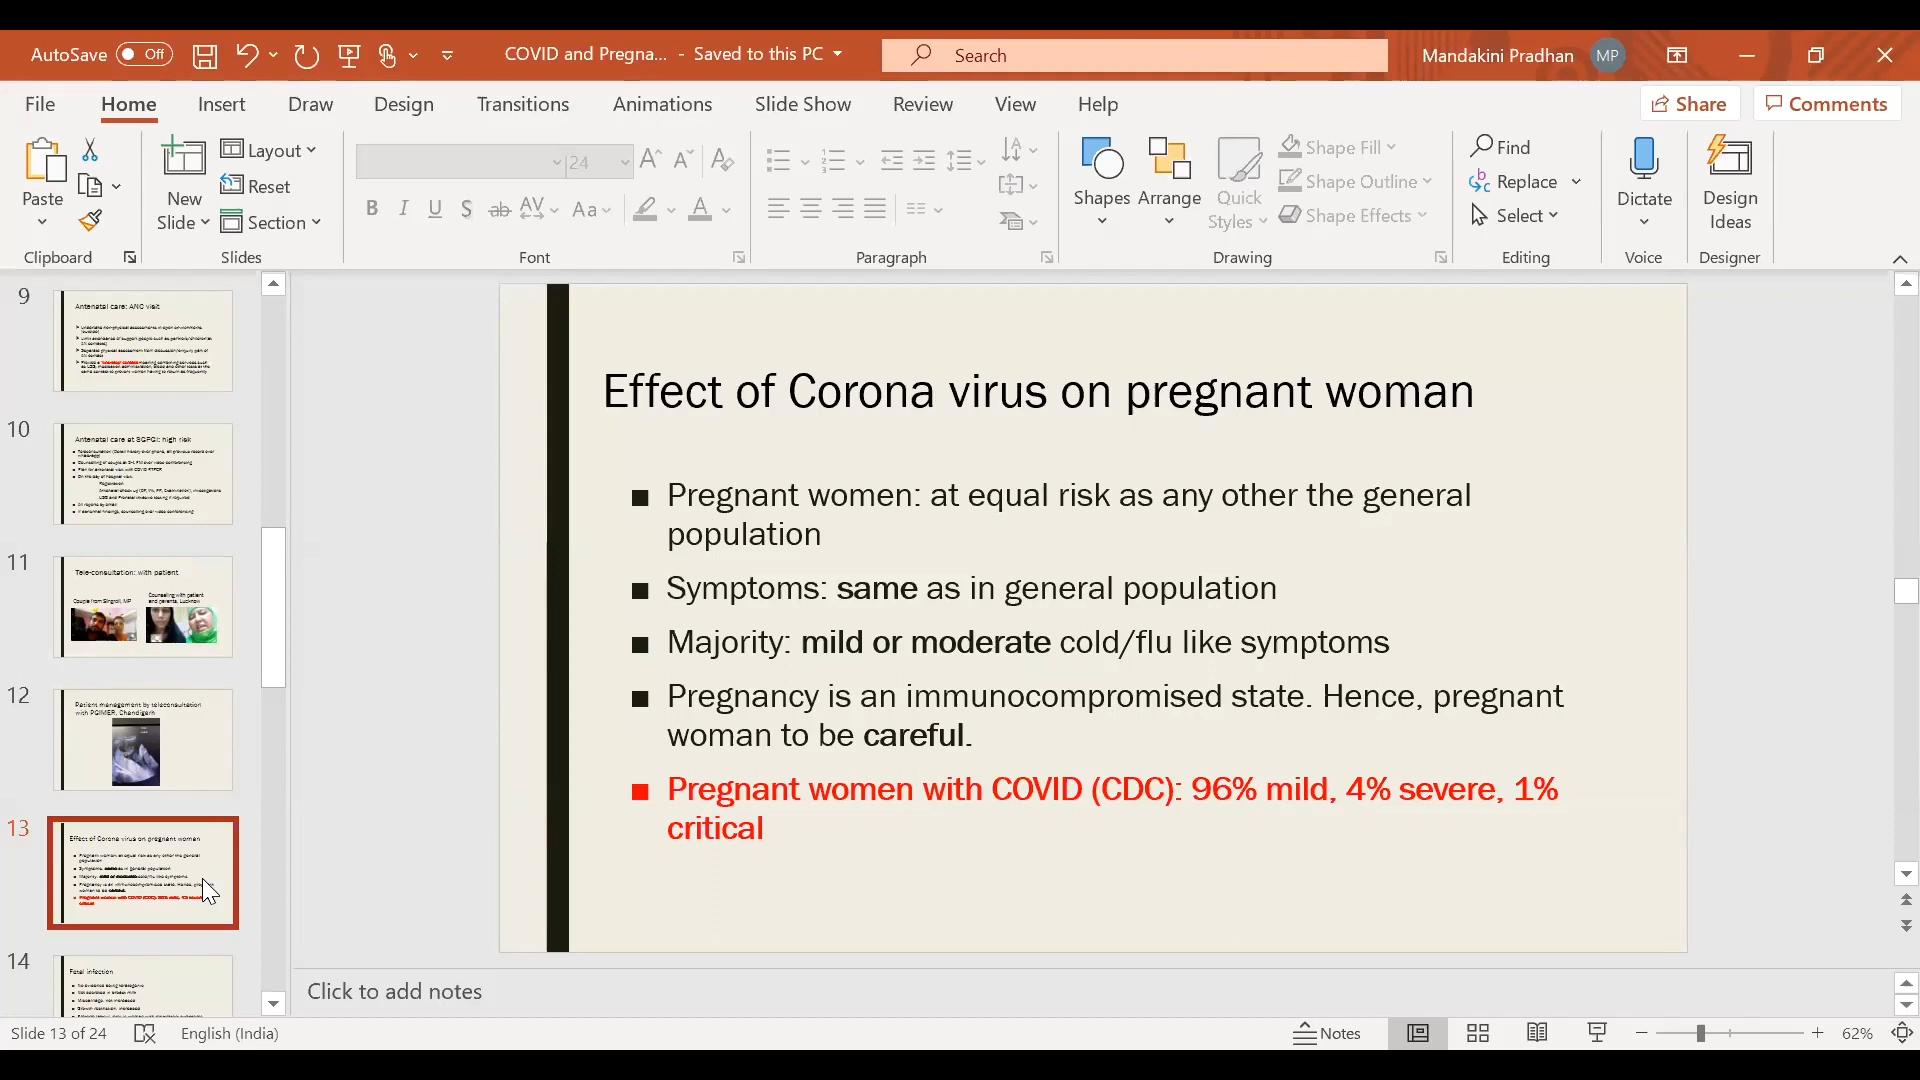 AutoSave Off COVID and Pregna... - Saved to this PC Search Mandakini Pradhan MP
File Home Insert Draw Design Transitions Animations Slide Show Review View Help Share Comments
Paste New Slide Layout Reset Section 24 Shapes Arrange Quick Styles Shape Fill Shape Outline Shape Effects Find Replace Select Dictate Design Ideas
Clipboard Slides Font Paragraph Drawing Editing Voice Designer
9
Antenatal care: ANC visit
10
Antenatal care at SGPGI: high risk
11
Tele-consultation: with patient
12
Patient management by teleconsultation
with PGIMER, Chandigarh
13
Effect of Corona virus on pregnant woman
14
Fetal infection
Effect of Corona virus on pregnant woman
■ Pregnant women: at equal risk as any other the general
population
■ Symptoms: same as in general population
■ Majority: mild or moderate cold/flu like symptoms
■ Pregnancy is an immunocompromised state. Hence, pregnant
woman to be careful.
■ Pregnant women with COVID (CDC): 96% mild, 4% severe, 1%
critical
Click to add notes
Slide 13 of 24 English (India) Notes 62%